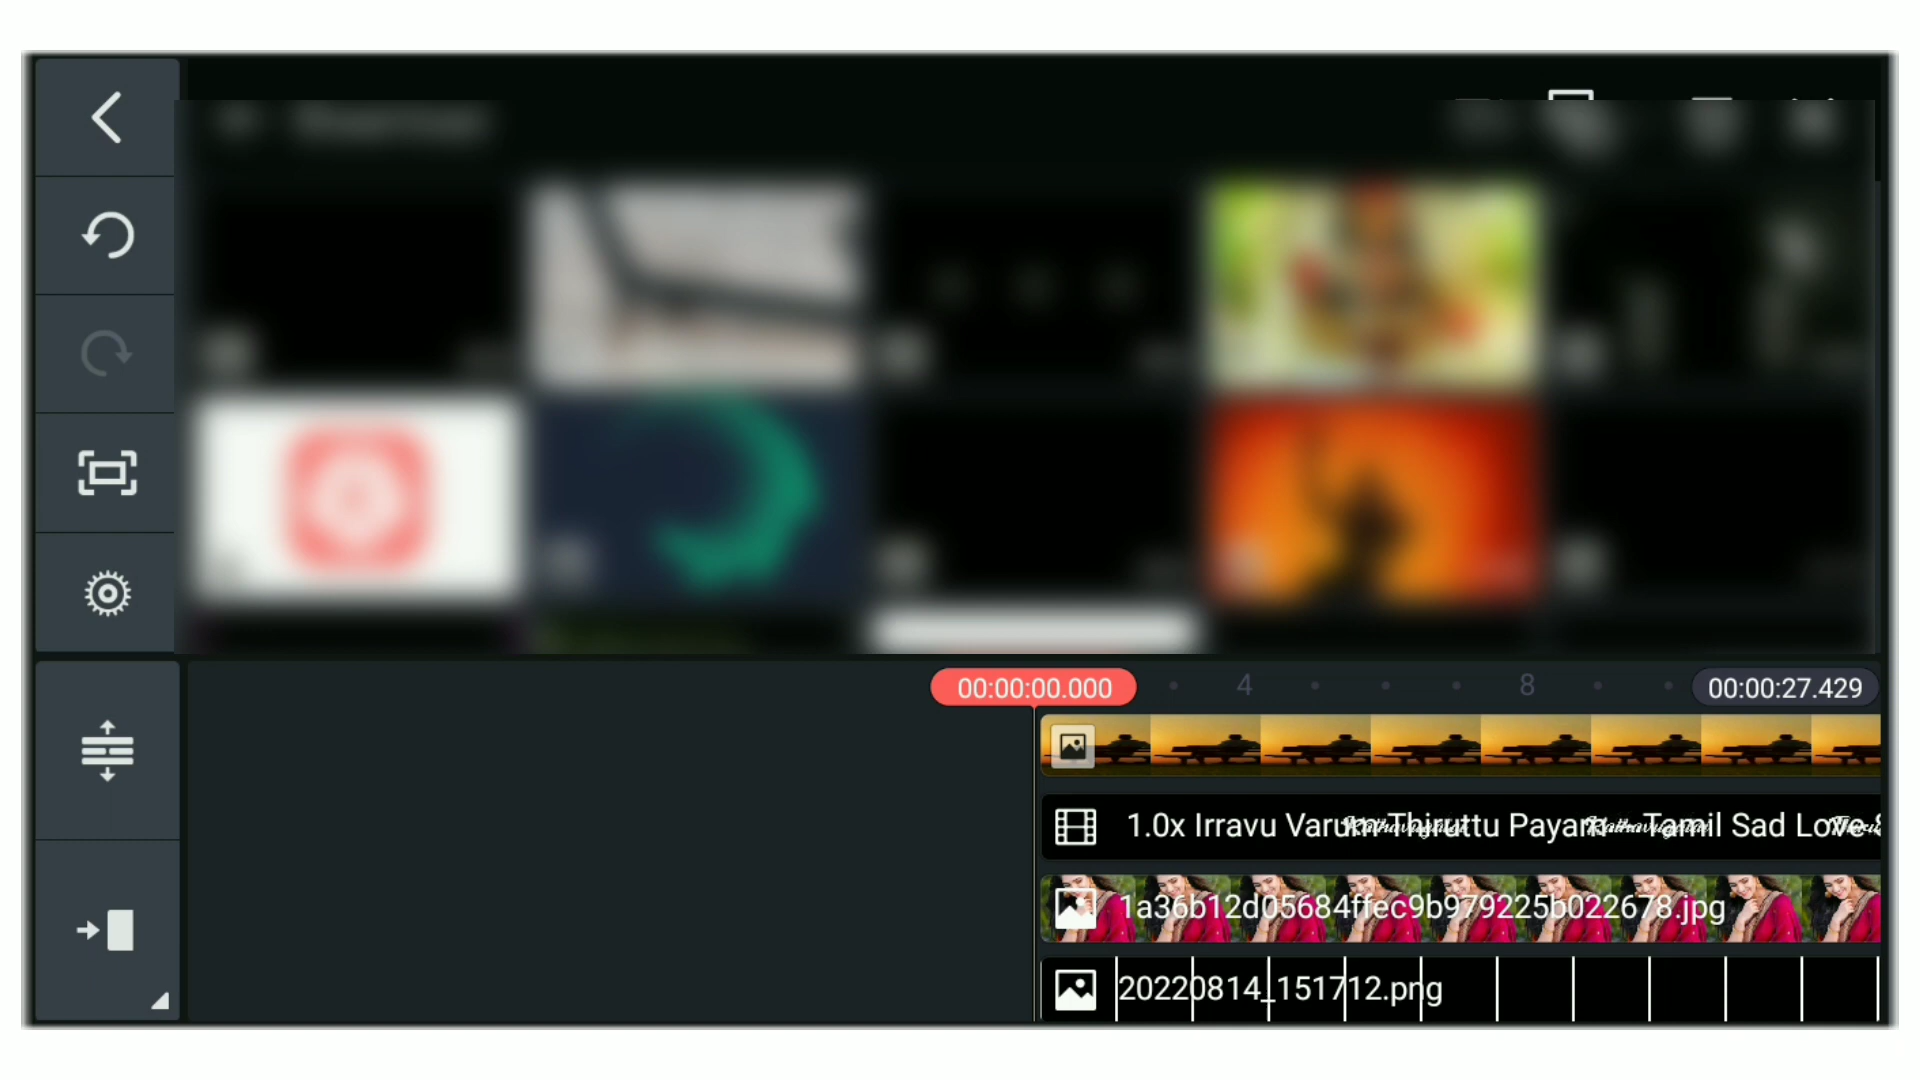 00:00:00.000
4
8
00:00:27.429
1.0x Irravu Varum Thiruttu Payam - Tamil Sad Love
1a36b12d05684ffec9b979225b022678.jpg
20220814_151712.png